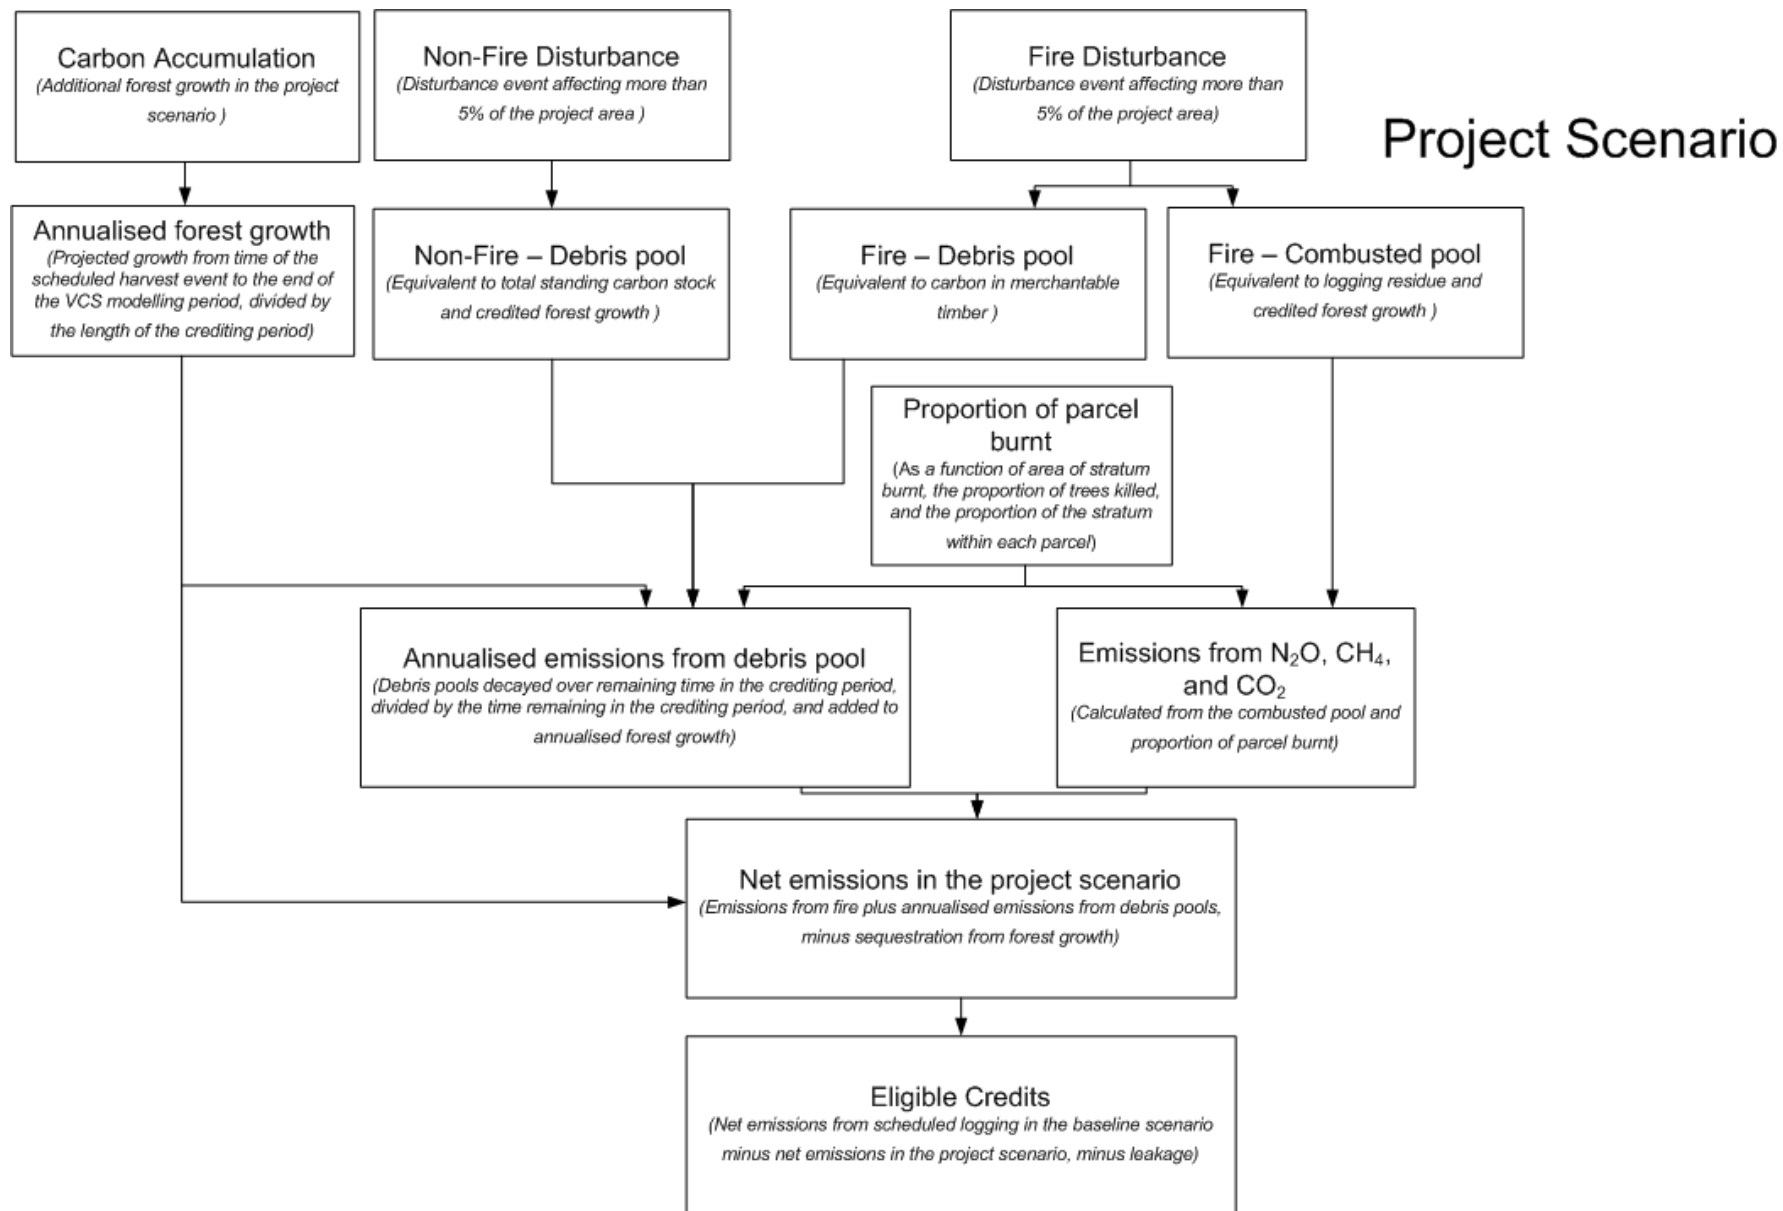 Carbon Accumulation
(Additional forest growth in the project
scenario )
Non-Fire Disturbance
(Disturbance event affecting more than
5% of the project area )
Fire Disturbance
(Disturbance event affecting more than
5% of the project area)
Project Scenario
Annualised forest growth
(Projected growth from time of the
scheduled harvest event to the end of
the VCS modelling period, divided by
the length of the crediting period)
Non-Fire – Debris pool
(Equivalent to total standing carbon stock
and credited forest growth )
Fire – Debris pool
(Equivalent to carbon in merchantable
timber )
Fire – Combusted pool
(Equivalent to logging residue and
credited forest growth )
Proportion of parcel
burnt
(As a function of area of stratum
burnt, the proportion of trees killed,
and the proportion of the stratum
within each parcel)
Annualised emissions from debris pool
(Debris pools decayed over remaining time in the crediting period,
divided by the time remaining in the crediting period, and added to
annualised forest growth)
Emissions from N₂O, CH₄,
and CO₂
(Calculated from the combusted pool and
proportion of parcel burnt)
Net emissions in the project scenario
(Emissions from fire plus annualised emissions from debris pools,
minus sequestration from forest growth)
Eligible Credits
(Net emissions from scheduled logging in the baseline scenario
minus net emissions in the project scenario, minus leakage)